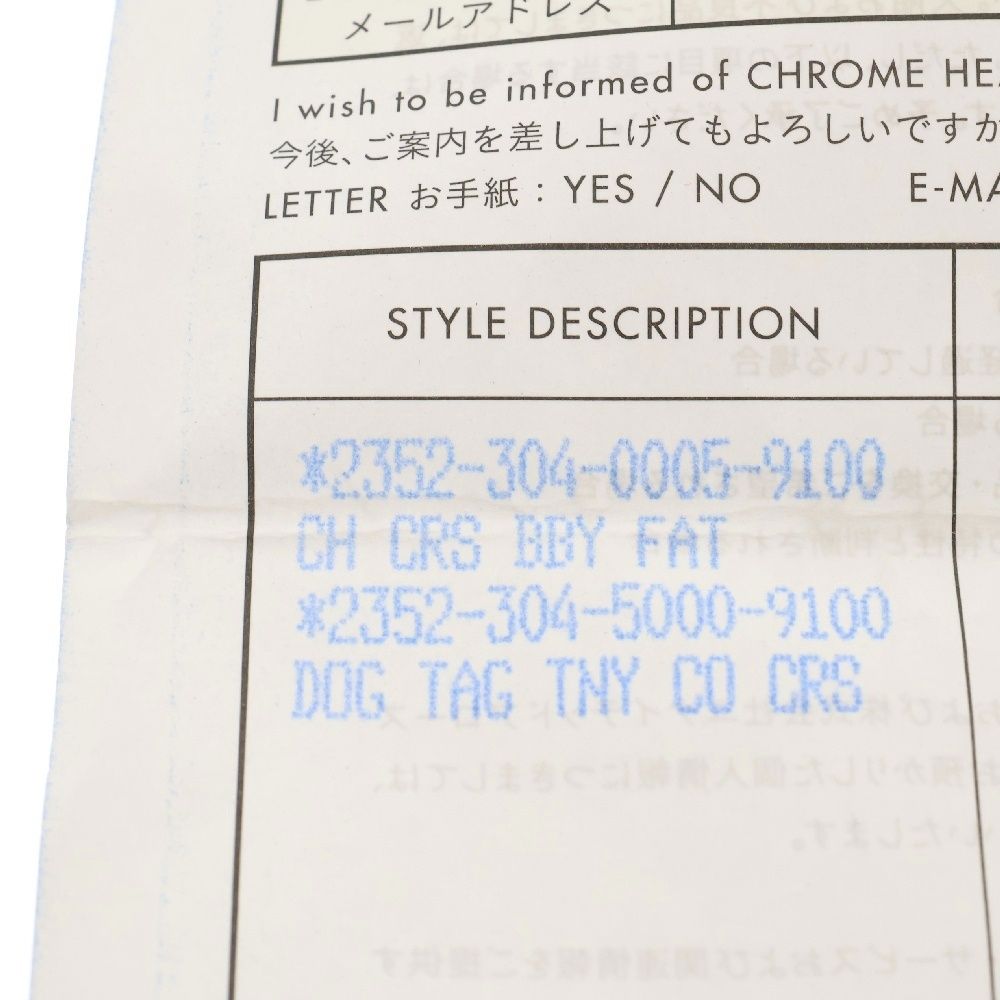 メールアドレス
I wish to be informed of CHROME HEA
今後、ご案内を差し上げてもよろしいですか
LETTER お手紙 : YES / NO E-MA
STYLE DESCRIPTION
*2352-304-0005-9100
CH CRS BBY FAT
*2352-304-5000-9100
DOG TAG TNY CO CRS